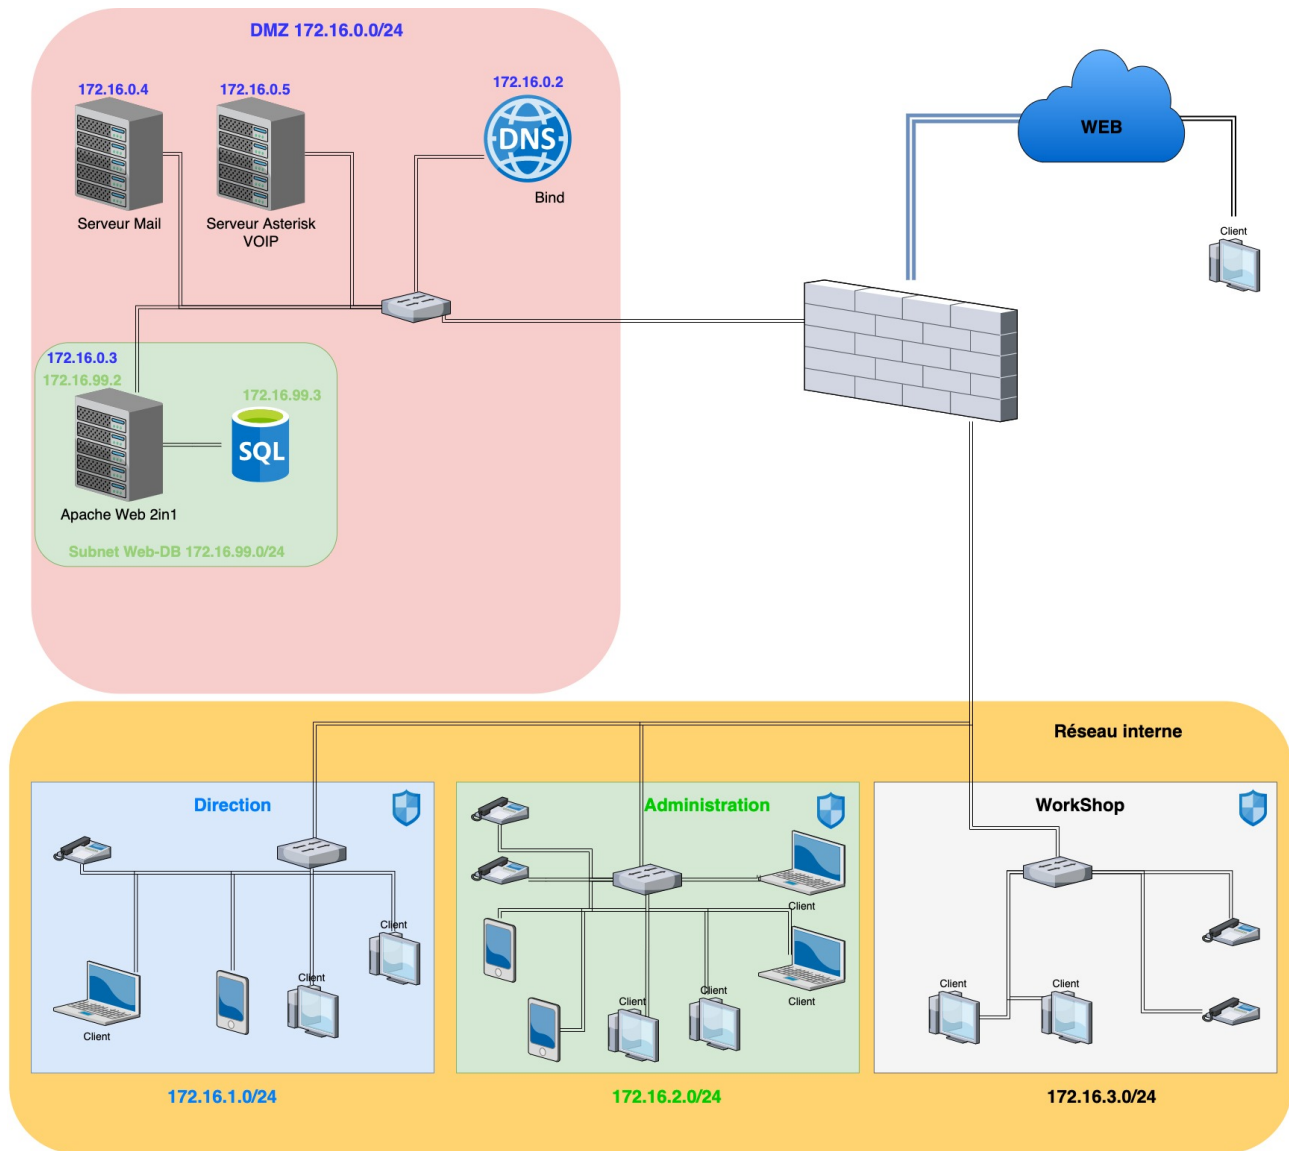 DMZ 172.16.0.0/24
172.16.0.4
172.16.0.5
172.16.0.2
DNS
Bind
Serveur Mail
Serveur Asterisk
VOIP
WEB
Client
172.16.0.3
172.16.99.2
172.16.99.3
SQL
Apache Web 2in1
Subnet Web-DB 172.16.99.0/24
Réseau interne
Direction
Client
Client
Client
172.16.1.0/24
Administration
Client
Client
Client
Client
172.16.2.0/24
WorkShop
Client
Client
172.16.3.0/24